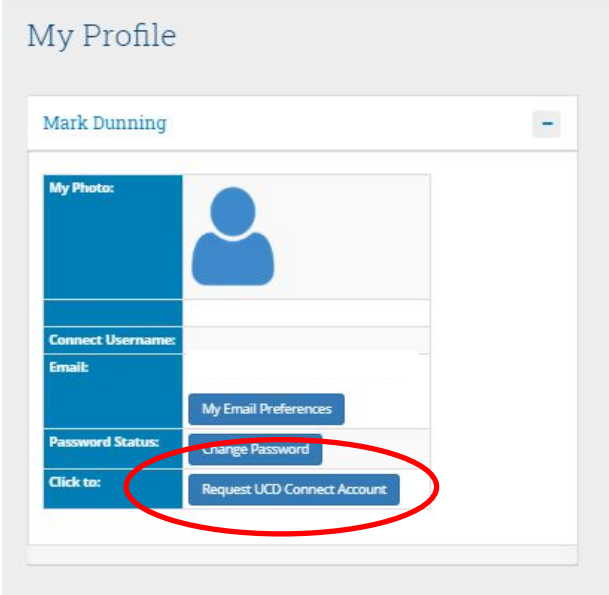 My Profile
Mark Dunning
My Photo:
Connect Username:
Email:
My Email Preferences
Password Status:
Change Password
Click to:
Request UCD Connect Account